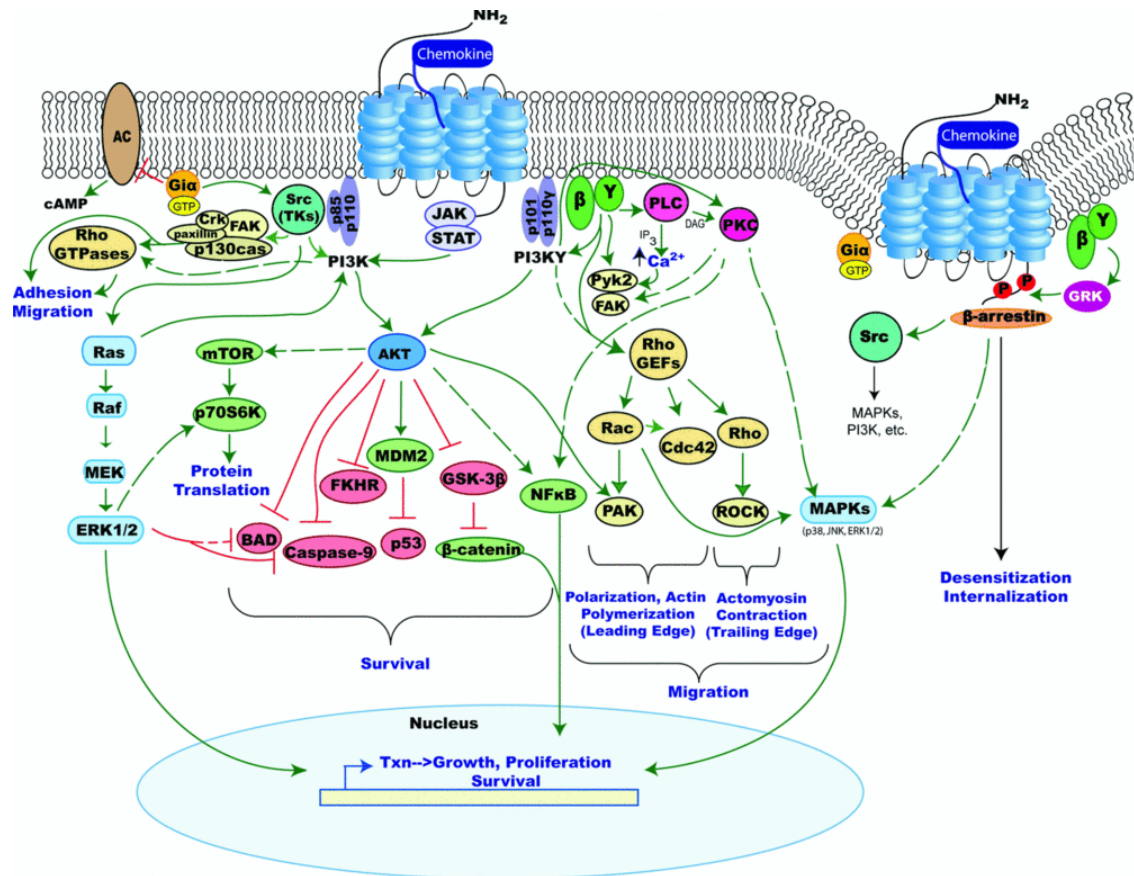 NH2
Chemokine
NH2
Chemokine
AC
cAMP
Giα
GTP
Src
(TKs)
p85
p110
JAK
STAT
p101
p110γ
β
Y
PLC
DAG
PKC
IP3
Ca2+
Crk
paxillin
FAK
p130cas
Rho
GTPases
PI3K
PI3KY
Pyk2
FAK
Giα
GTP
β
Y
P
P
GRK
β-arrestin
Adhesion
Migration
Src
MAPKs,
PI3K, etc.
Ras
Raf
MEK
ERK1/2
mTOR
p70S6K
Protein
Translation
AKT
Rho
GEFs
Rac
Cdc42
Rho
MDM2
FKHR
GSK-3β
NFκB
PAK
ROCK
MAPKs
(p38, JNK, ERK1/2)
BAD
Caspase-9
p53
β-catenin
Polarization, Actin
Polymerization
(Leading Edge)
Actomyosin
Contraction
(Trailing Edge)
Desensitization
Internalization
Survival
Migration
Nucleus
Txn-->Growth, Proliferation
Survival